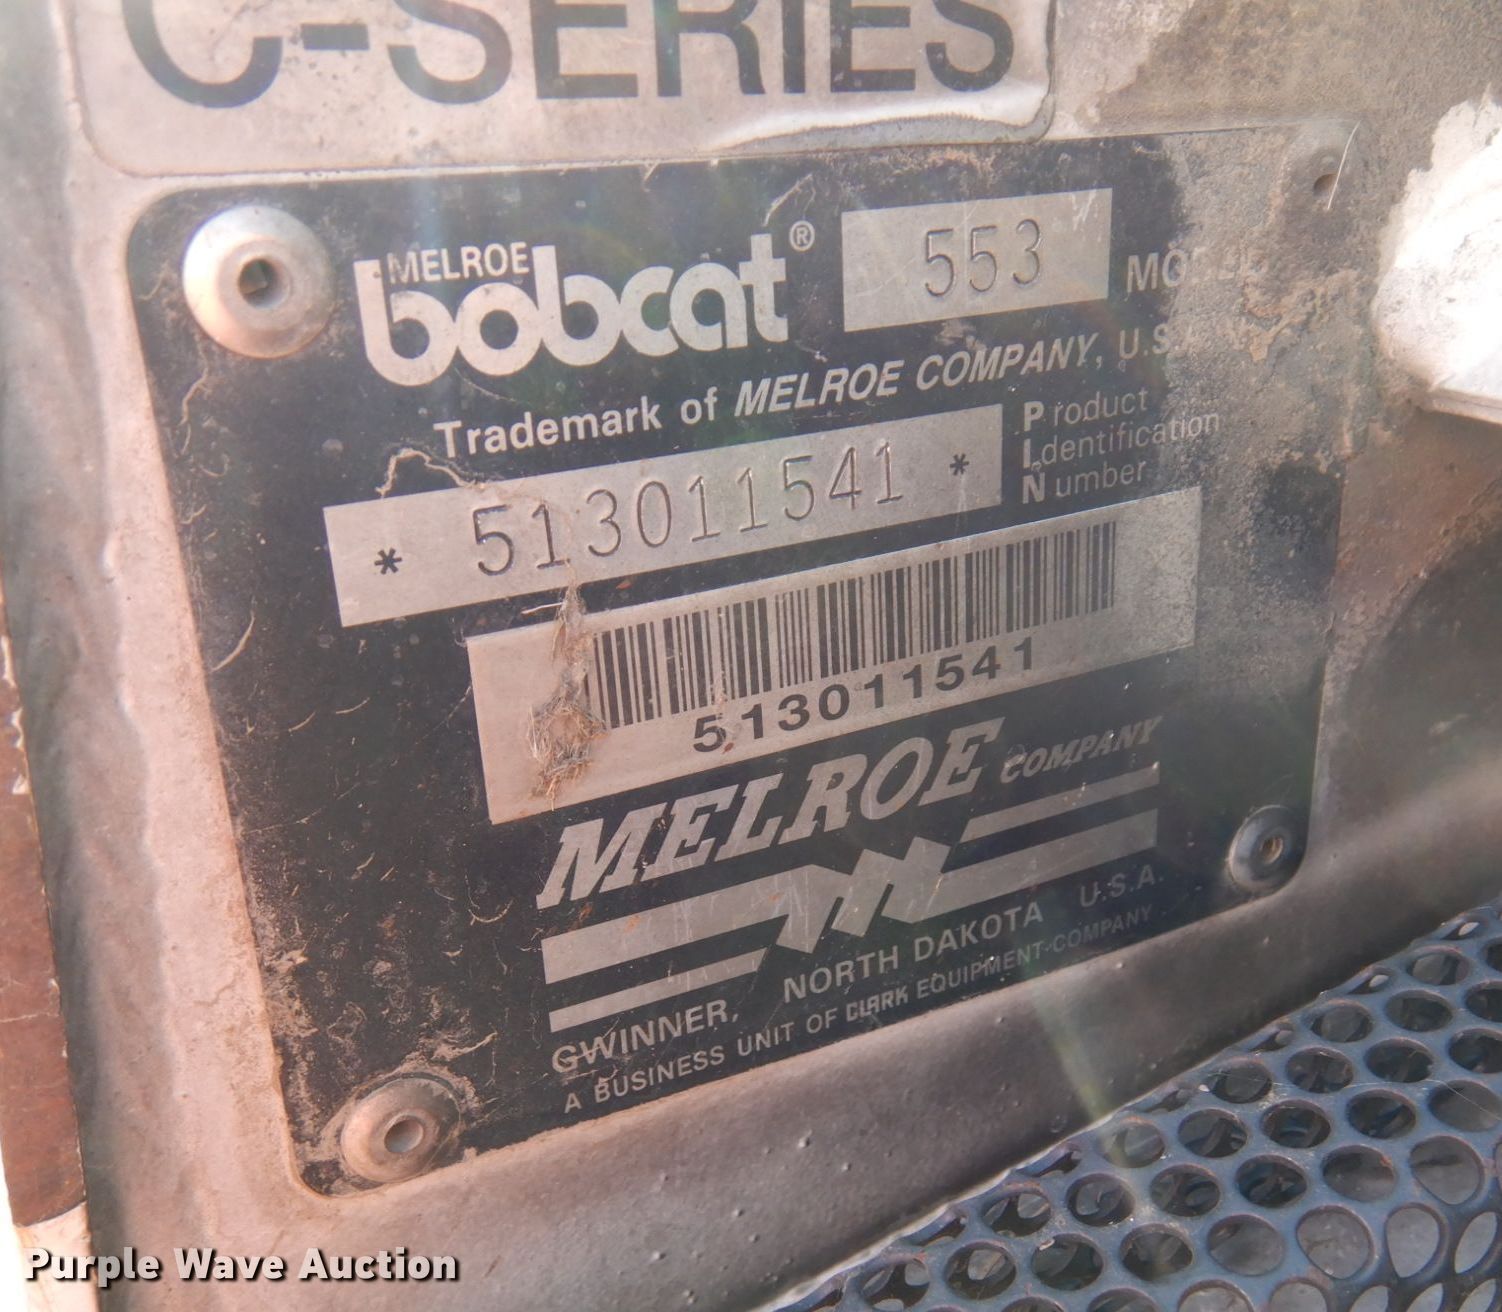 C-SERIES
MELROE
bobcat® 553 MODEL
Trademark of MELROE COMPANY, U.S.A.
* 513011541 * Product Identification Number
513011541
MELROE COMPANY
GWINNER, NORTH DAKOTA U.S.A.
A BUSINESS UNIT OF CLARK EQUIPMENT COMPANY
Purple Wave Auction